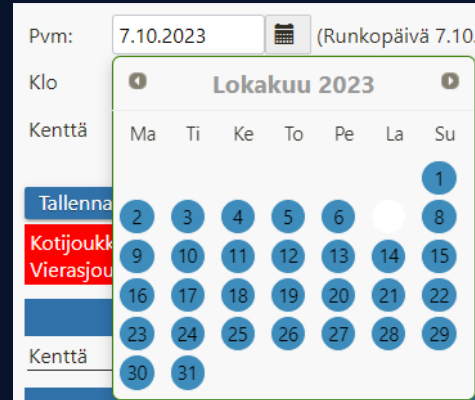 Pvm: 7.10.2023 (Runkopäivä 7.10.
Klo
Kenttä
Lokakuu 2023
Ma Ti Ke To Pe La Su
1
2 3 4 5 6 8
9 10 11 12 13 14 15
16 17 18 19 20 21 22
23 24 25 26 27 28 29
30 31
Tallenna
Kotijoukk
Vierasjou
Kenttä